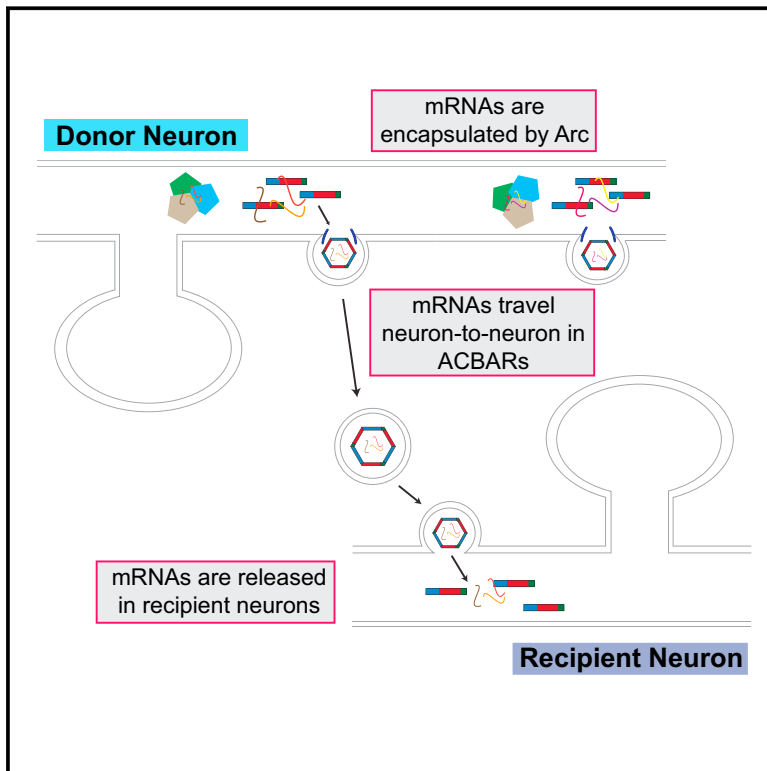 mRNAs are
encapsulated by Arc
Donor Neuron
mRNAs travel
neuron-to-neuron in
ACBARs
mRNAs are released
in recipient neurons
Recipient Neuron